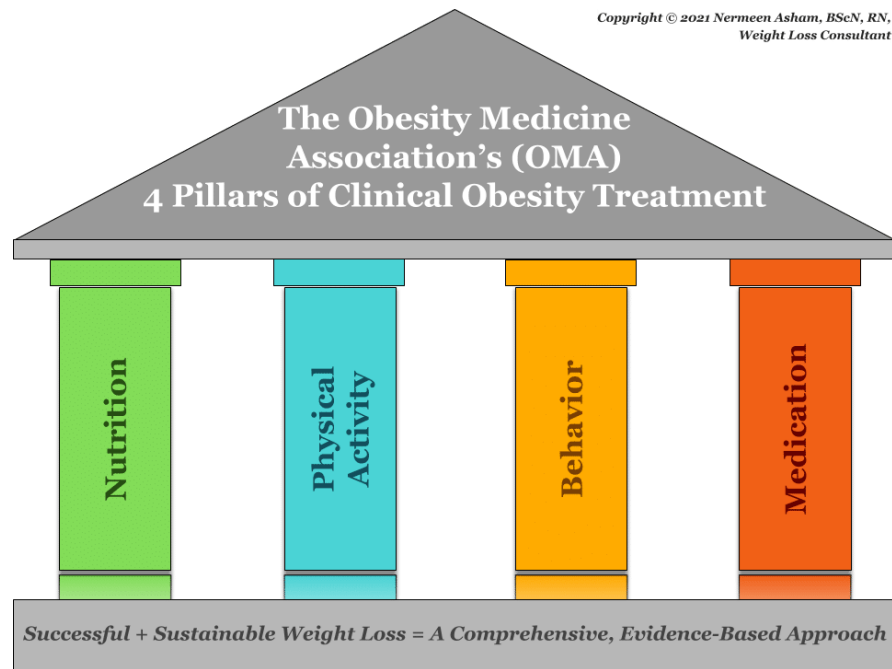 Copyright © 2021 Nermeen Asham, BScN, RN,
Weight Loss Consultant
The Obesity Medicine
Association’s (OMA)
4 Pillars of Clinical Obesity Treatment
Nutrition
Physical
Activity
Behavior
Medication
Successful + Sustainable Weight Loss = A Comprehensive, Evidence-Based Approach